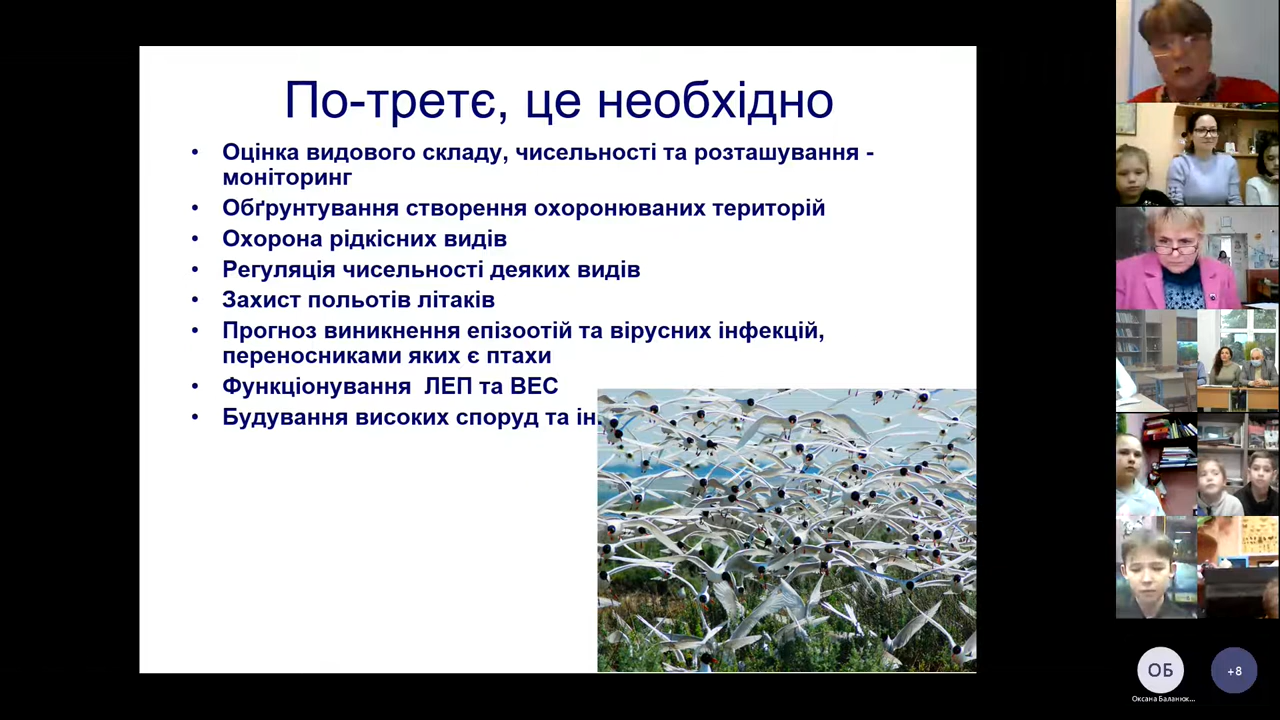 По-третє, це необхідно
• Оцінка видового складу, чисельності та розташування -
моніторинг
• Обґрунтування створення охоронюваних територій
• Охорона рідкісних видів
• Регуляція чисельності деяких видів
• Захист польотів літаків
• Прогноз виникнення епізоотій та вірусних інфекцій,
переносниками яких є птахи
• Функціонування ЛЕП та ВЕС
• Будування високих споруд та ін.
ОБ
+8
Оксана Баланюк...